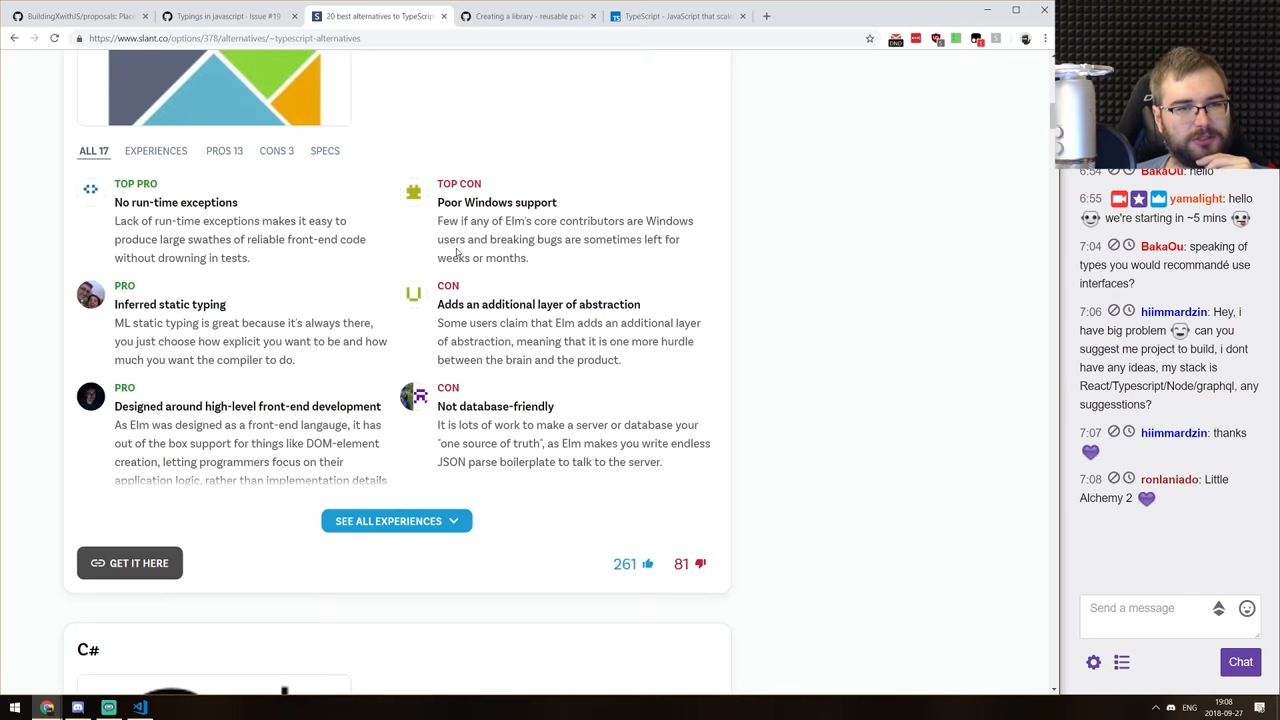 BuildingXwithJS/proposals: Plac
Typings in javascript · Issue #19
20 best alternatives to TypeScrip
Creating a library - reusable pac
TypeScript - JavaScript that scale
https://www.slant.co/options/378/alternatives/~typescript-alternatives
ALL 17
EXPERIENCES
PROS 13
CONS 3
SPECS
TOP PRO
No run-time exceptions
Lack of run-time exceptions makes it easy to
produce large swathes of reliable front-end code
without drowning in tests.
TOP CON
Poor Windows support
Few if any of Elm's core contributors are Windows
users and breaking bugs are sometimes left for
weeks or months.
PRO
Inferred static typing
ML static typing is great because it's always there,
you just choose how explicit you want to be and how
much you want the compiler to do.
CON
Adds an additional layer of abstraction
Some users claim that Elm adds an additional layer
of abstraction, meaning that it is one more hurdle
between the brain and the product.
PRO
Designed around high-level front-end development
As Elm was designed as a front-end langauge, it has
out of the box support for things like DOM-element
creation, letting programmers focus on their
application logic, rather than implementation details
CON
Not database-friendly
It is lots of work to make a server or database your
"one source of truth", as Elm makes you write endless
JSON parse boilerplate to talk to the server.
SEE ALL EXPERIENCES
GET IT HERE
261
81
C#
6:54 BakaOu: hello
6:55 yamalight: hello
we're starting in ~5 mins
7:04 BakaOu: speaking of
types you would recommandé use
interfaces?
7:06 hiimmardzin: Hey, i
have big problem can you
suggest me project to build, i dont
have any ideas, my stack is
React/Typescript/Node/graphql, any
suggesstions?
7:07 hiimmardzin: thanks
7:08 ronlaniado: Little
Alchemy 2
Send a message
Chat
ENG
19:08
2018-09-27